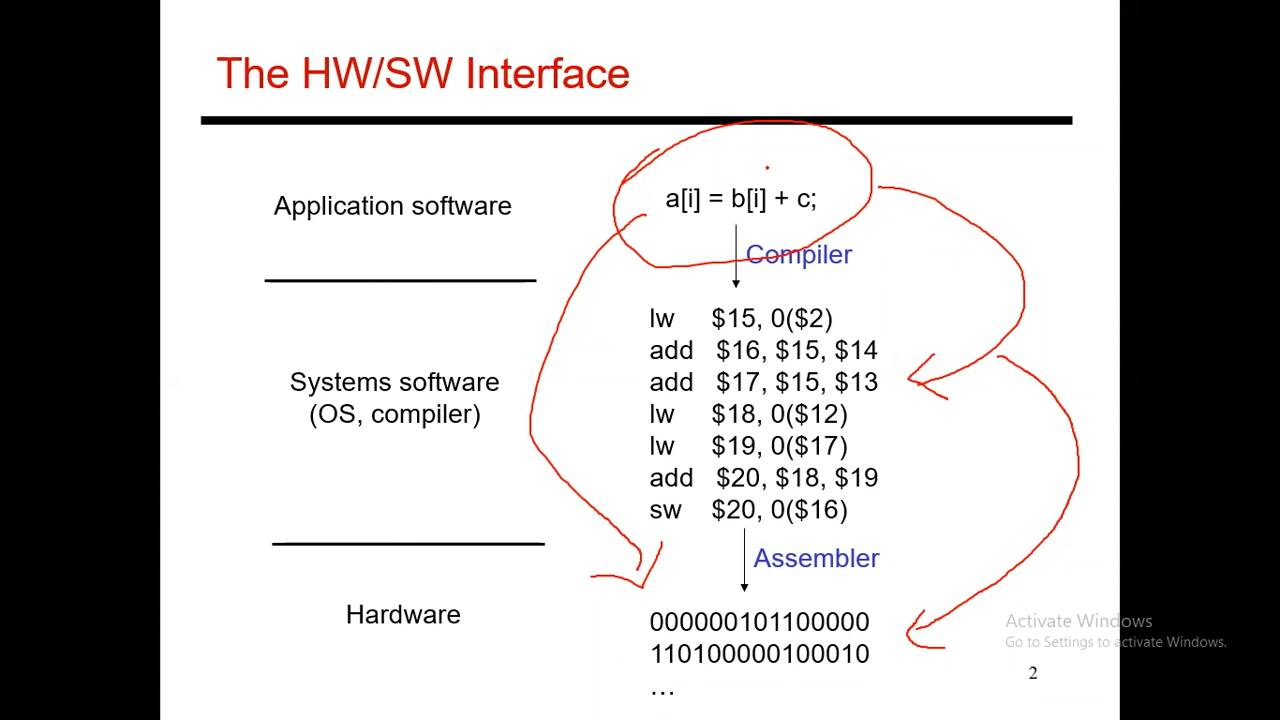 The HW/SW Interface
Application software
a[i] = b[i] + c;
Compiler
Systems software
(OS, compiler)
lw $15, 0($2)
add $16, $15, $14
add $17, $15, $13
lw $18, 0($12)
lw $19, 0($17)
add $20, $18, $19
sw $20, 0($16)
Assembler
Hardware
000000101100000
110100000100010
…
Activate Windows
Go to Settings to activate Windows.
2